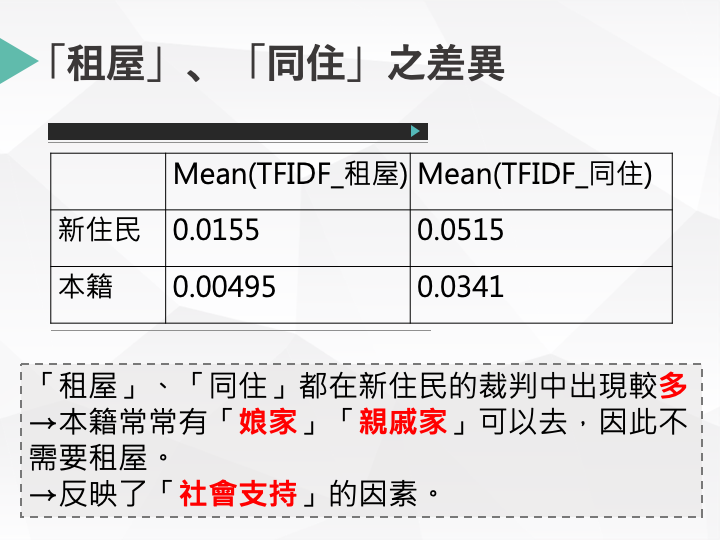 「租屋」、「同住」之差異
Mean(TFIDF_租屋) Mean(TFIDF_同住)
新住民 0.0155 0.0515
本籍 0.00495 0.0341
「租屋」、「同住」都在新住民的裁判中出現較多
→本籍常常有「娘家」「親戚家」可以去，因此不
需要租屋。
→反映了「社會支持」的因素。